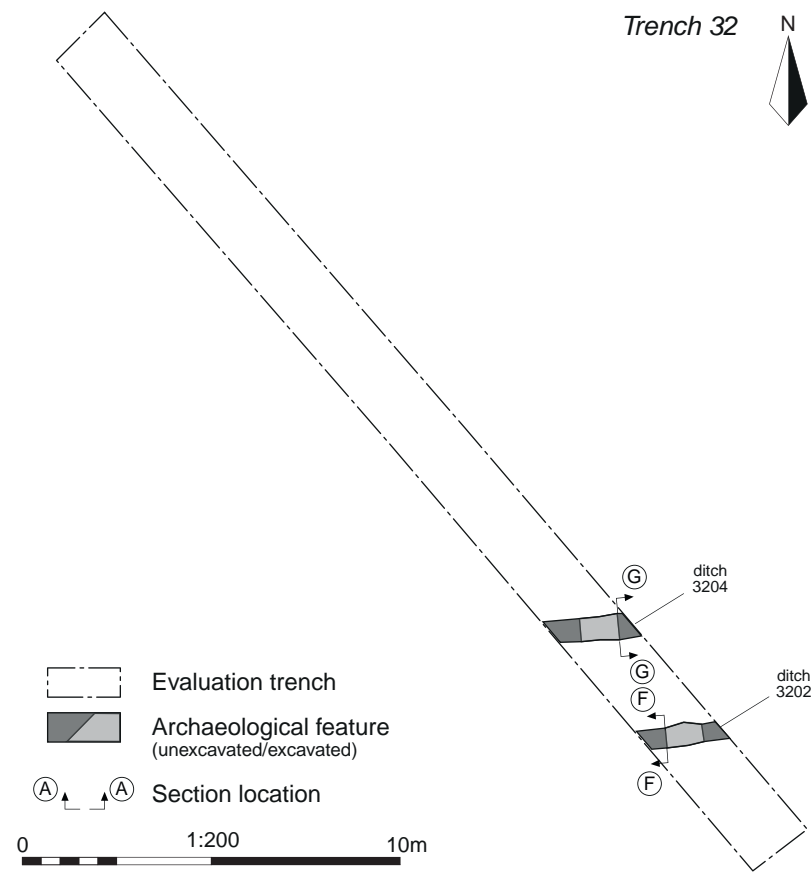 Trench 32
N
G
ditch
3204
G
F
ditch
3202
F
Evaluation trench
Archaeological feature
(unexcavated/excavated)
A A Section location
0 1:200 10m